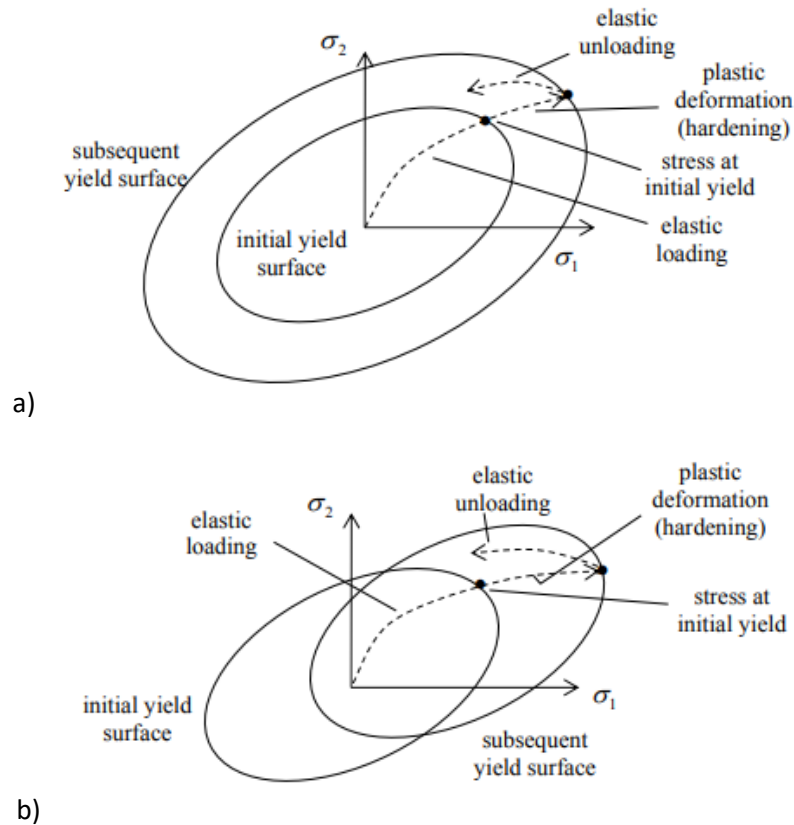 elastic
unloading
σ₂
plastic
deformation
(hardening)
subsequent
yield surface
stress at
initial yield
initial yield
surface
elastic
loading
σ₁
a)
elastic
unloading
plastic
deformation
(hardening)
σ₂
elastic
loading
stress at
initial yield
initial yield
surface
σ₁
subsequent
yield surface
b)